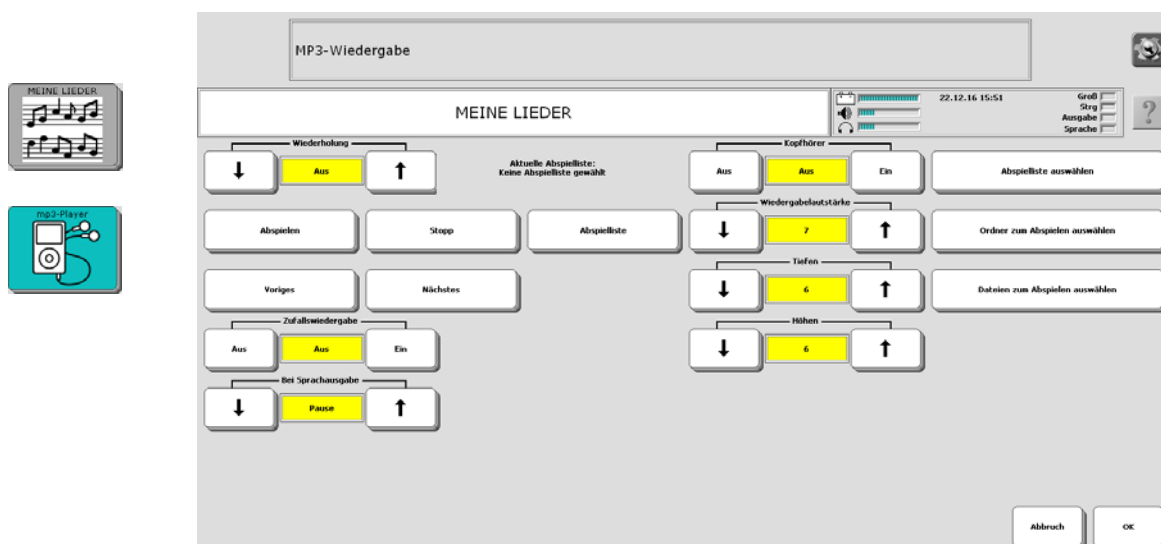 MEINE LIEDER
mp3-Player
MP3-Wiedergabe
MEINE LIEDER
22.12.16 15:51
Groß
Strg
Ausgabe
Sprache
?
Wiederholung
↓ Aus ↑
Aktuelle Abspielliste:
Keine Abspielliste gewählt
Kopfhörer
Aus Aus Ein
Abspielliste auswählen
Abspielen Stopp Abspielliste
Wiedergabelautstärke
↓ 7 ↑
Ordner zum Abspielen auswählen
Voriges Nächstes
Tiefen
↓ 6 ↑
Dateien zum Abspielen auswählen
Zufallswiedergabe
Aus Aus Ein
Höhen
↓ 6 ↑
Bei Sprachausgabe
↓ Pause ↑
Abbruch OK